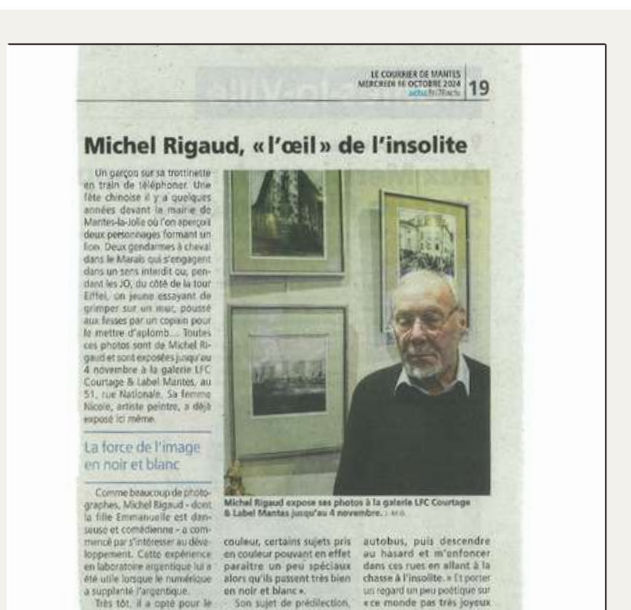 LE COURRIER DE MANTES
MERCREDI 16 OCTOBRE 2024
19
Michel Rigaud, «l'œil» de l'insolite
Un garçon sur sa trottinette
en train de téléphoner. Une
fête chinoise il y a quelques
années devant la mairie de
Mantes-la-Jolie où l'on aperçoit
deux personnages formant un
lion. Deux gendarmes à cheval
dans le Marais qui s'engagent
dans un sens interdit ou, pen-
dant les JO, du côté de la tour
Eiffel, un jeune essayant de
grimper sur un mur, poussé
aux fesses par un copain pour
le mettre d'aplomb... Toutes
ces photos sont de Michel Ri-
gaud et sont exposées jusqu'au
4 novembre à la galerie LFC
Courtage & Label Mantes, au
51, rue Nationale. Sa femme
Nicole, artiste peintre, a déjà
exposé ici même.
La force de l'image
en noir et blanc
Comme beaucoup de photo-
graphes, Michel Rigaud - dont
la fille Emmanuelle est dan-
seuse et comédienne - a com-
mencé par s'intéresser au déve-
loppement. Cette expérience
en laboratoire argentique lui a
été utile lorsque le numérique
a supplanté l'argentique.
Très tôt, il a opté pour le
Michel Rigaud expose ses photos à la galerie LFC Courtage
& Label Mantes jusqu'au 4 novembre.
couleur, certains sujets pris
en couleur pouvant en effet
paraitre un peu spéciaux
alors qu'ils passent très bien
en noir et blanc ».
Son sujet de prédilection,
autobus, puis descendre
au hasard et m'enfoncer
dans ces rues en allant à la
chasse à l'insolite. » Et porter
un regard un peu poétique sur
« ce monde pas très joyeux